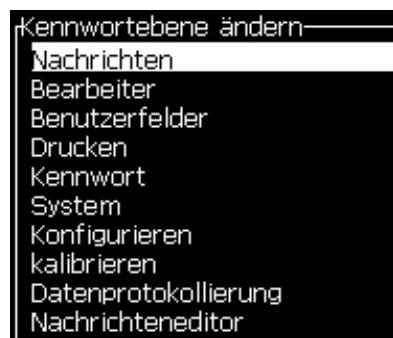 Kennwortebene ändern
Nachrichten
Bearbeiter
Benutzerfelder
Drucken
Kennwort
System
Konfigurieren
kalibrieren
Datenprotokollierung
Nachrichteneditor